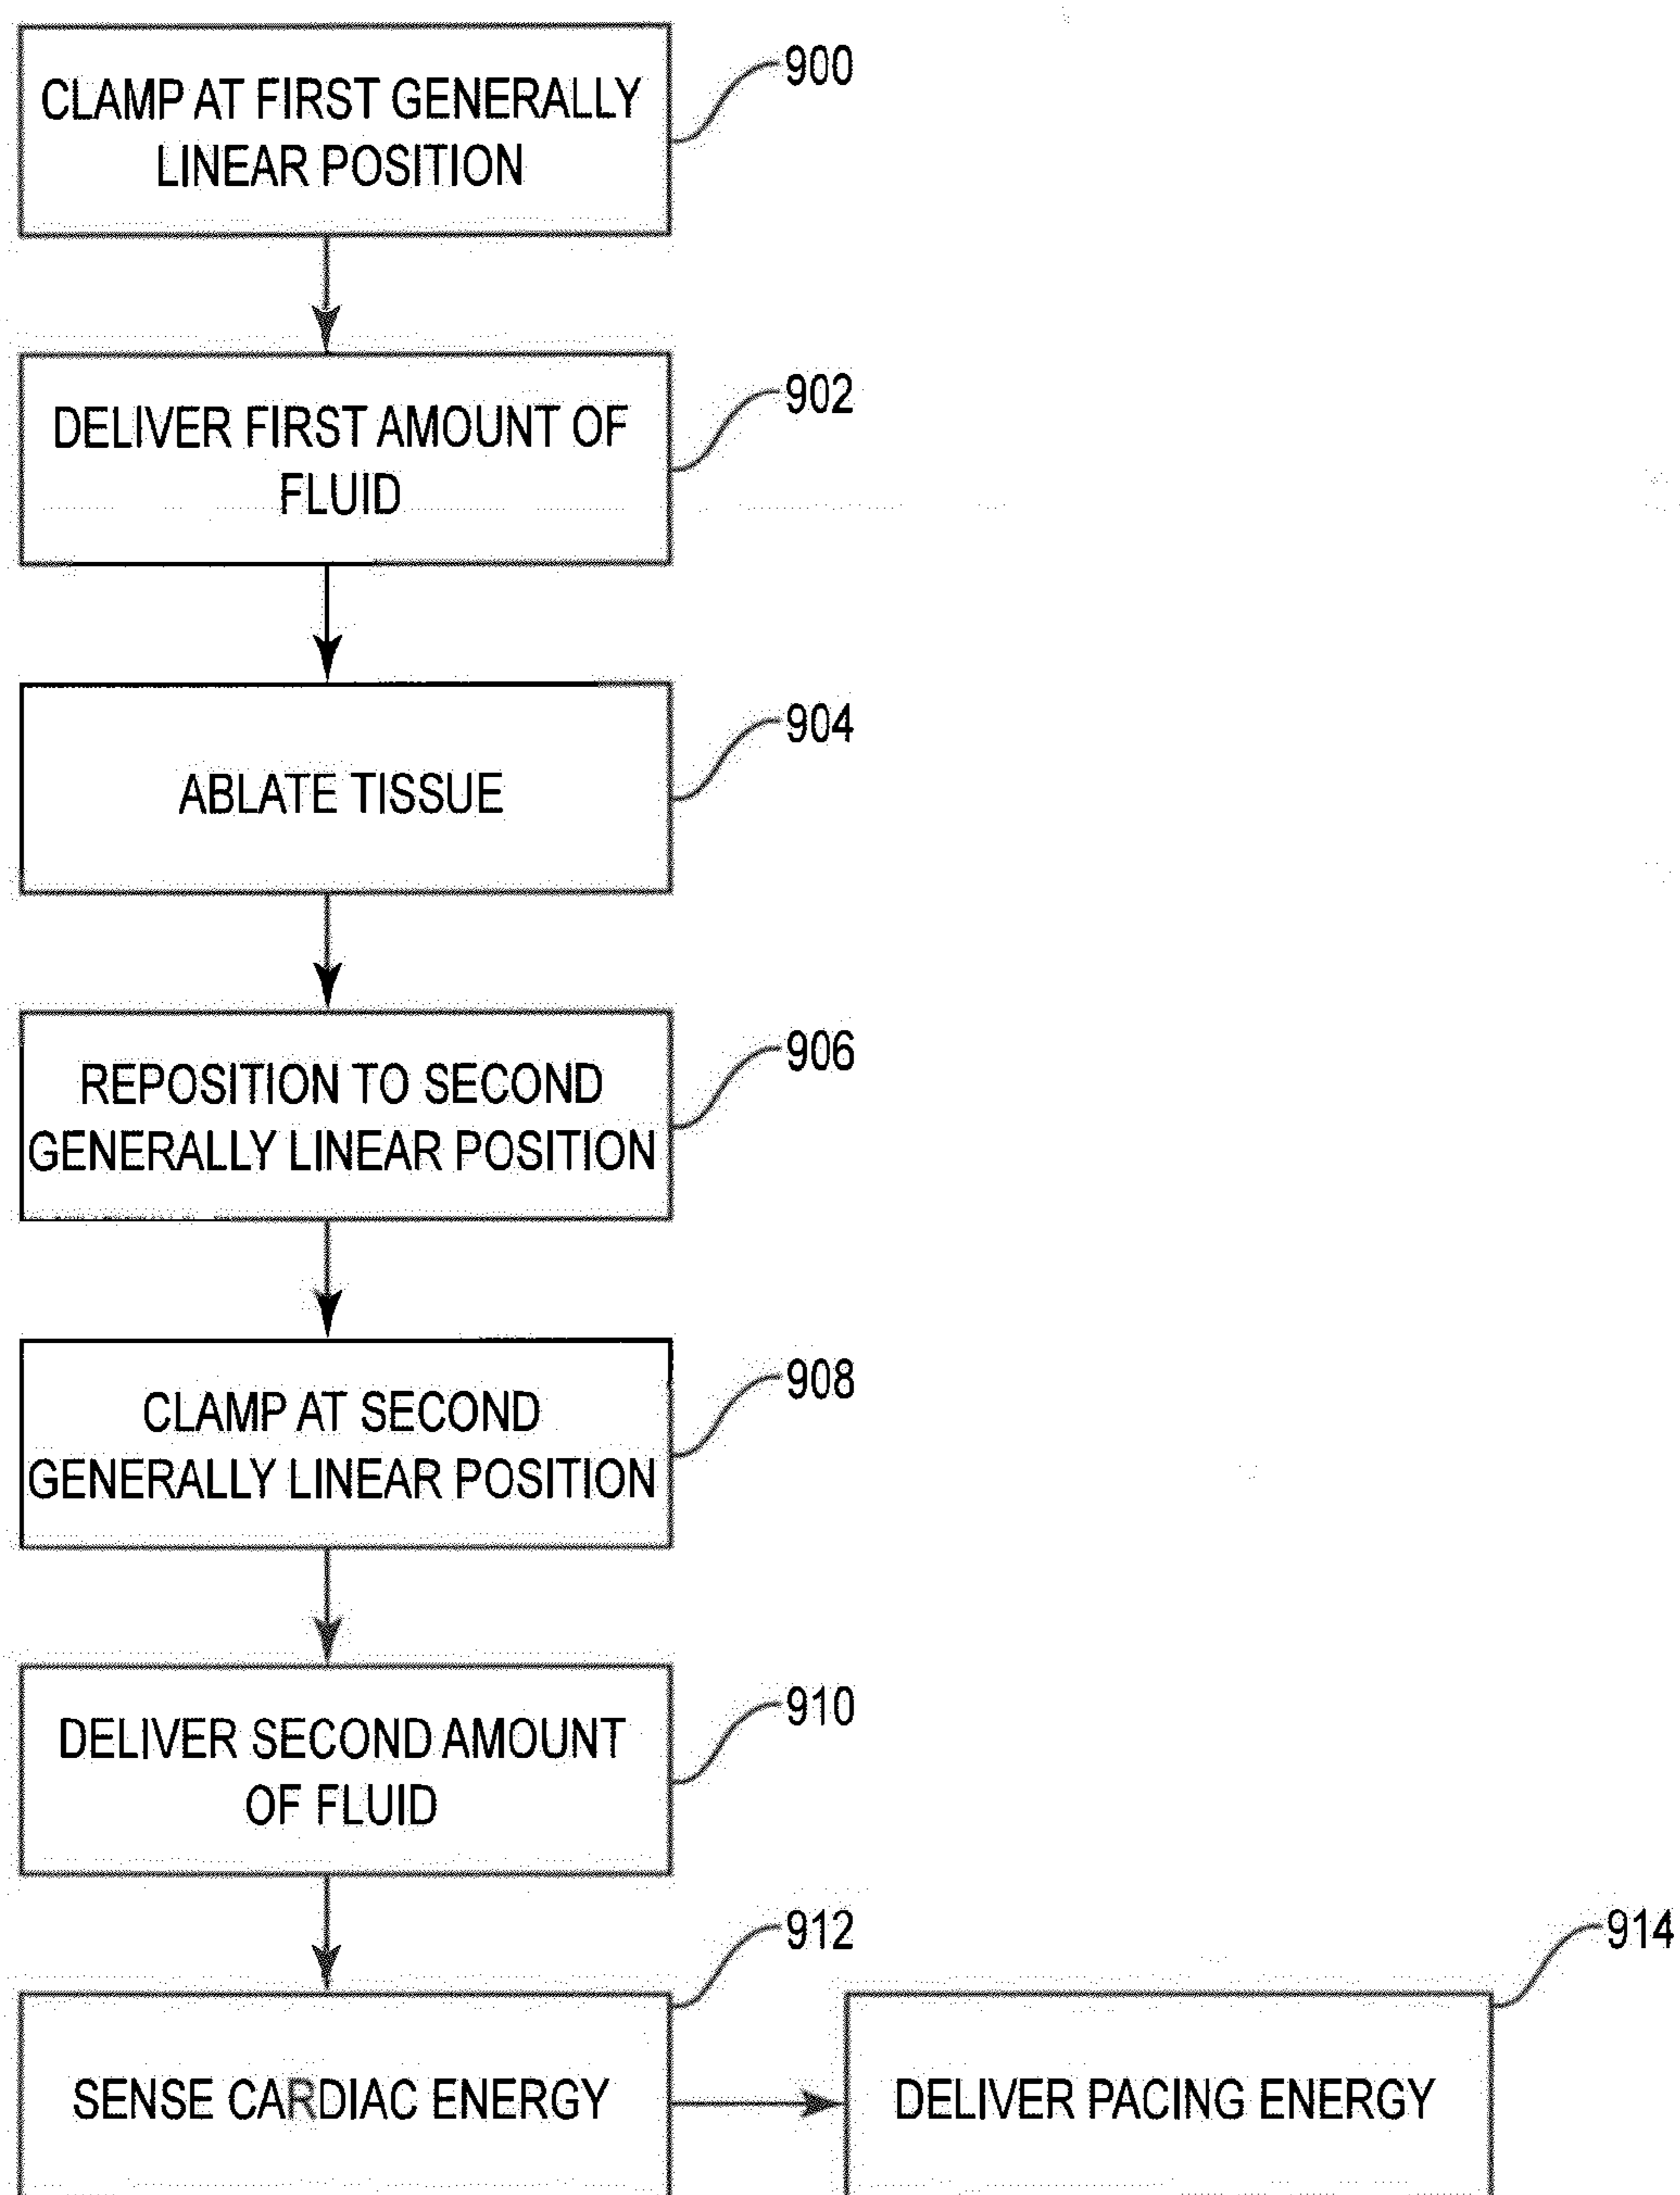 CLAMP AT FIRST GENERALLY
LINEAR POSITION
900
DELIVER FIRST AMOUNT OF
FLUID
902
ABLATE TISSUE
904
REPOSITION TO SECOND
GENERALLY LINEAR POSITION
906
CLAMP AT SECOND
GENERALLY LINEAR POSITION
908
DELIVER SECOND AMOUNT
OF FLUID
910
SENSE CARDIAC ENERGY
912
DELIVER PACING ENERGY
914